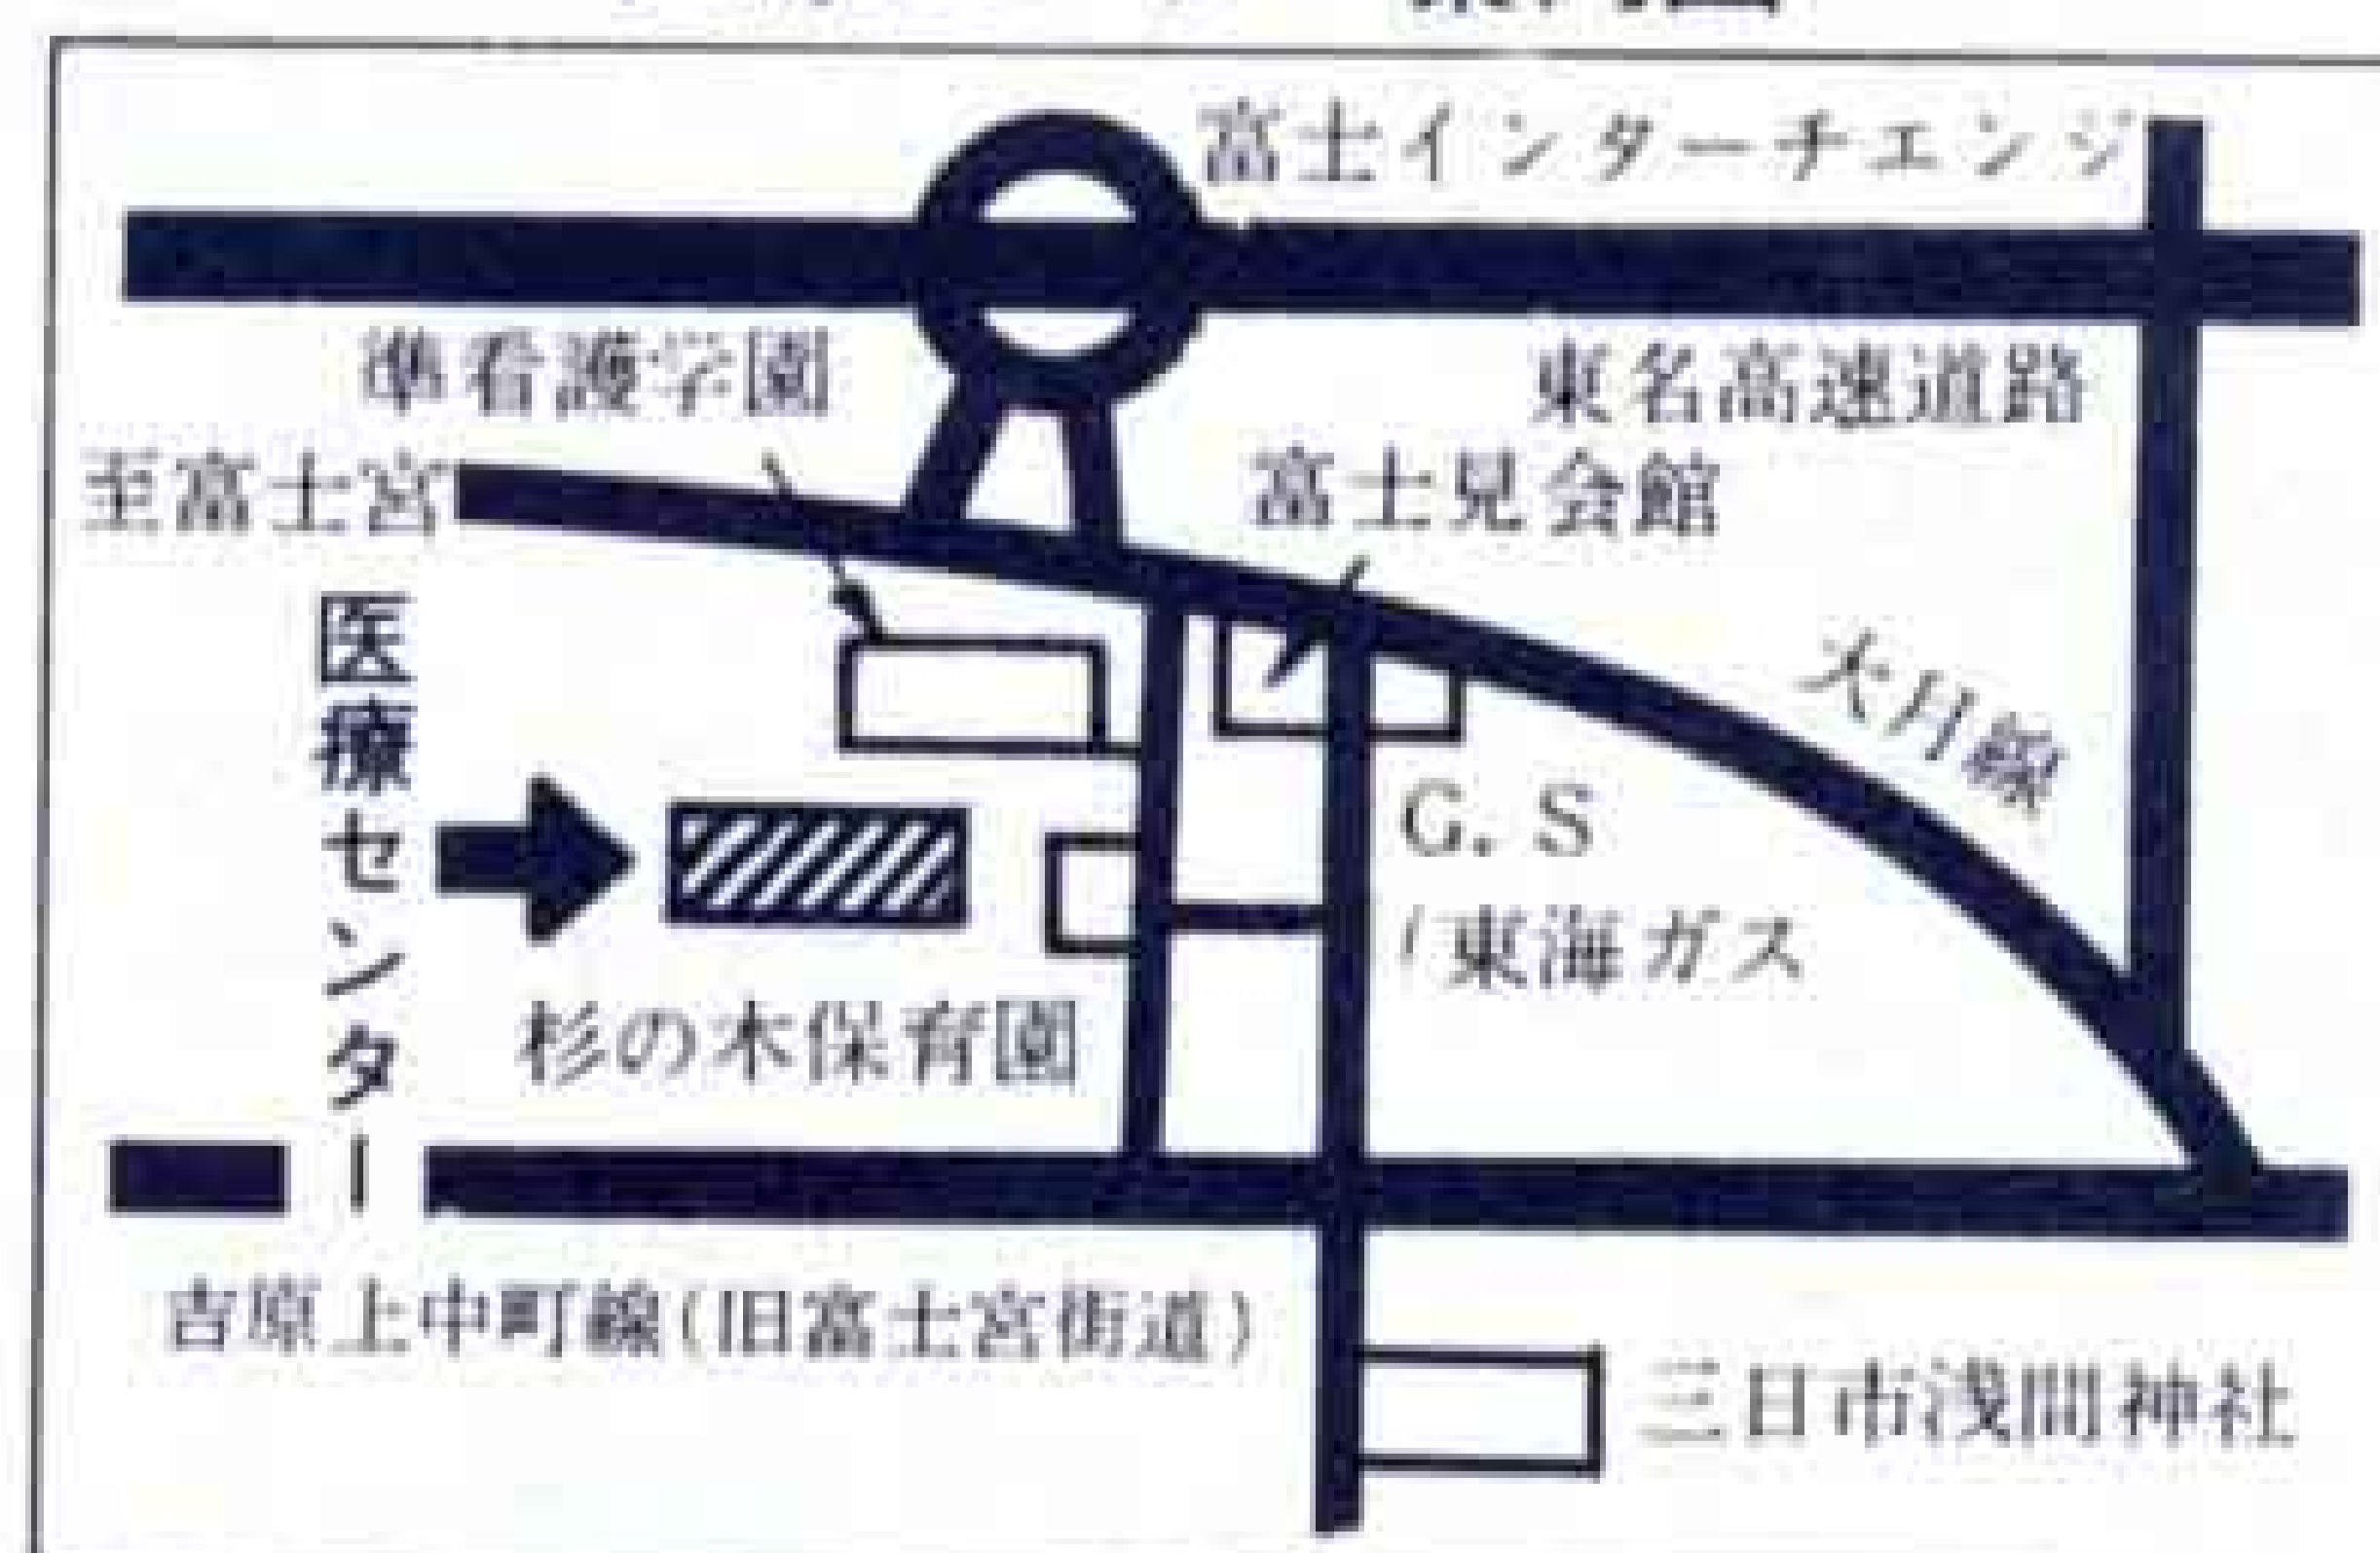 富士インターチエンジ
準看護学園
東名高速道路
至富士宮
富士見会館
大月線
医療センター
G. S
東海ガス
杉の木保育園
吉原上中町線(旧富士宮街道)
三日市浅間神社